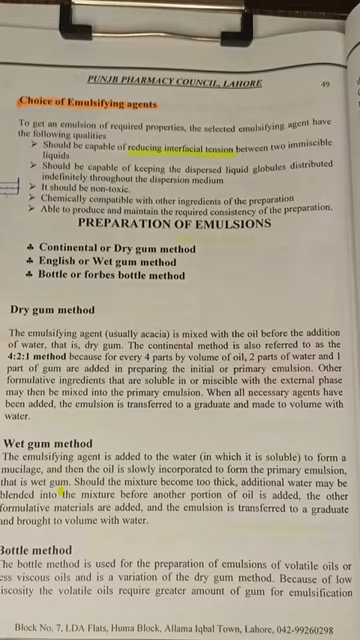 PUNJB PHARMACY COUNCIL, LAHORE
49
Choice of Emulsifying agents
To get an emulsion of required properties, the selected emulsifying agent have
the following qualities
➢ Should be capable of reducing interfacial tension between two immiscible
liquids
➢ Should be capable of keeping the dispersed liquid globules distributed
indefinitely throughout the dispersion medium
➢ It should be non-toxic.
➢ Chemically compatible with other ingredients of the preparation
➢ Able to produce and maintain the required consistency of the preparation.
PREPARATION OF EMULSIONS
♣ Continental or Dry gum method
♣ English or Wet gum method
♣ Bottle or forbes bottle method
Dry gum method
The emulsifying agent (usually acacia) is mixed with the oil before the addition
of water, that is, dry gum. The continental method is also referred to as the
4:2:1 method because for every 4 parts by volume of oil, 2 parts of water and 1
part of gum are added in preparing the initial or primary emulsion. Other
formulative ingredients that are soluble in or miscible with the external phase
may then be mixed into the primary emulsion. When all necessary agents have
been added, the emulsion is transferred to a graduate and made to volume with
water.
Wet gum method
The emulsifying agent is added to the water (in which it is soluble) to form a
mucilage, and then the oil is slowly incorporated to form the primary emulsion,
that is wet gum. Should the mixture become too thick, additional water may be
blended into the mixture before another portion of oil is added, the other
formulative materials are added, and the emulsion is transferred to a graduate
and brought to volume with water.
Bottle method
The bottle method is used for the preparation of emulsions of volatile oils or
ess viscous oils and is a variation of the dry gum method. Because of low
iscosity the volatile oils require greater amount of gum for emulsification
Block No. 7, LDA Flats, Huma Block, Allama Iqbal Town, Lahore, 042-99260298